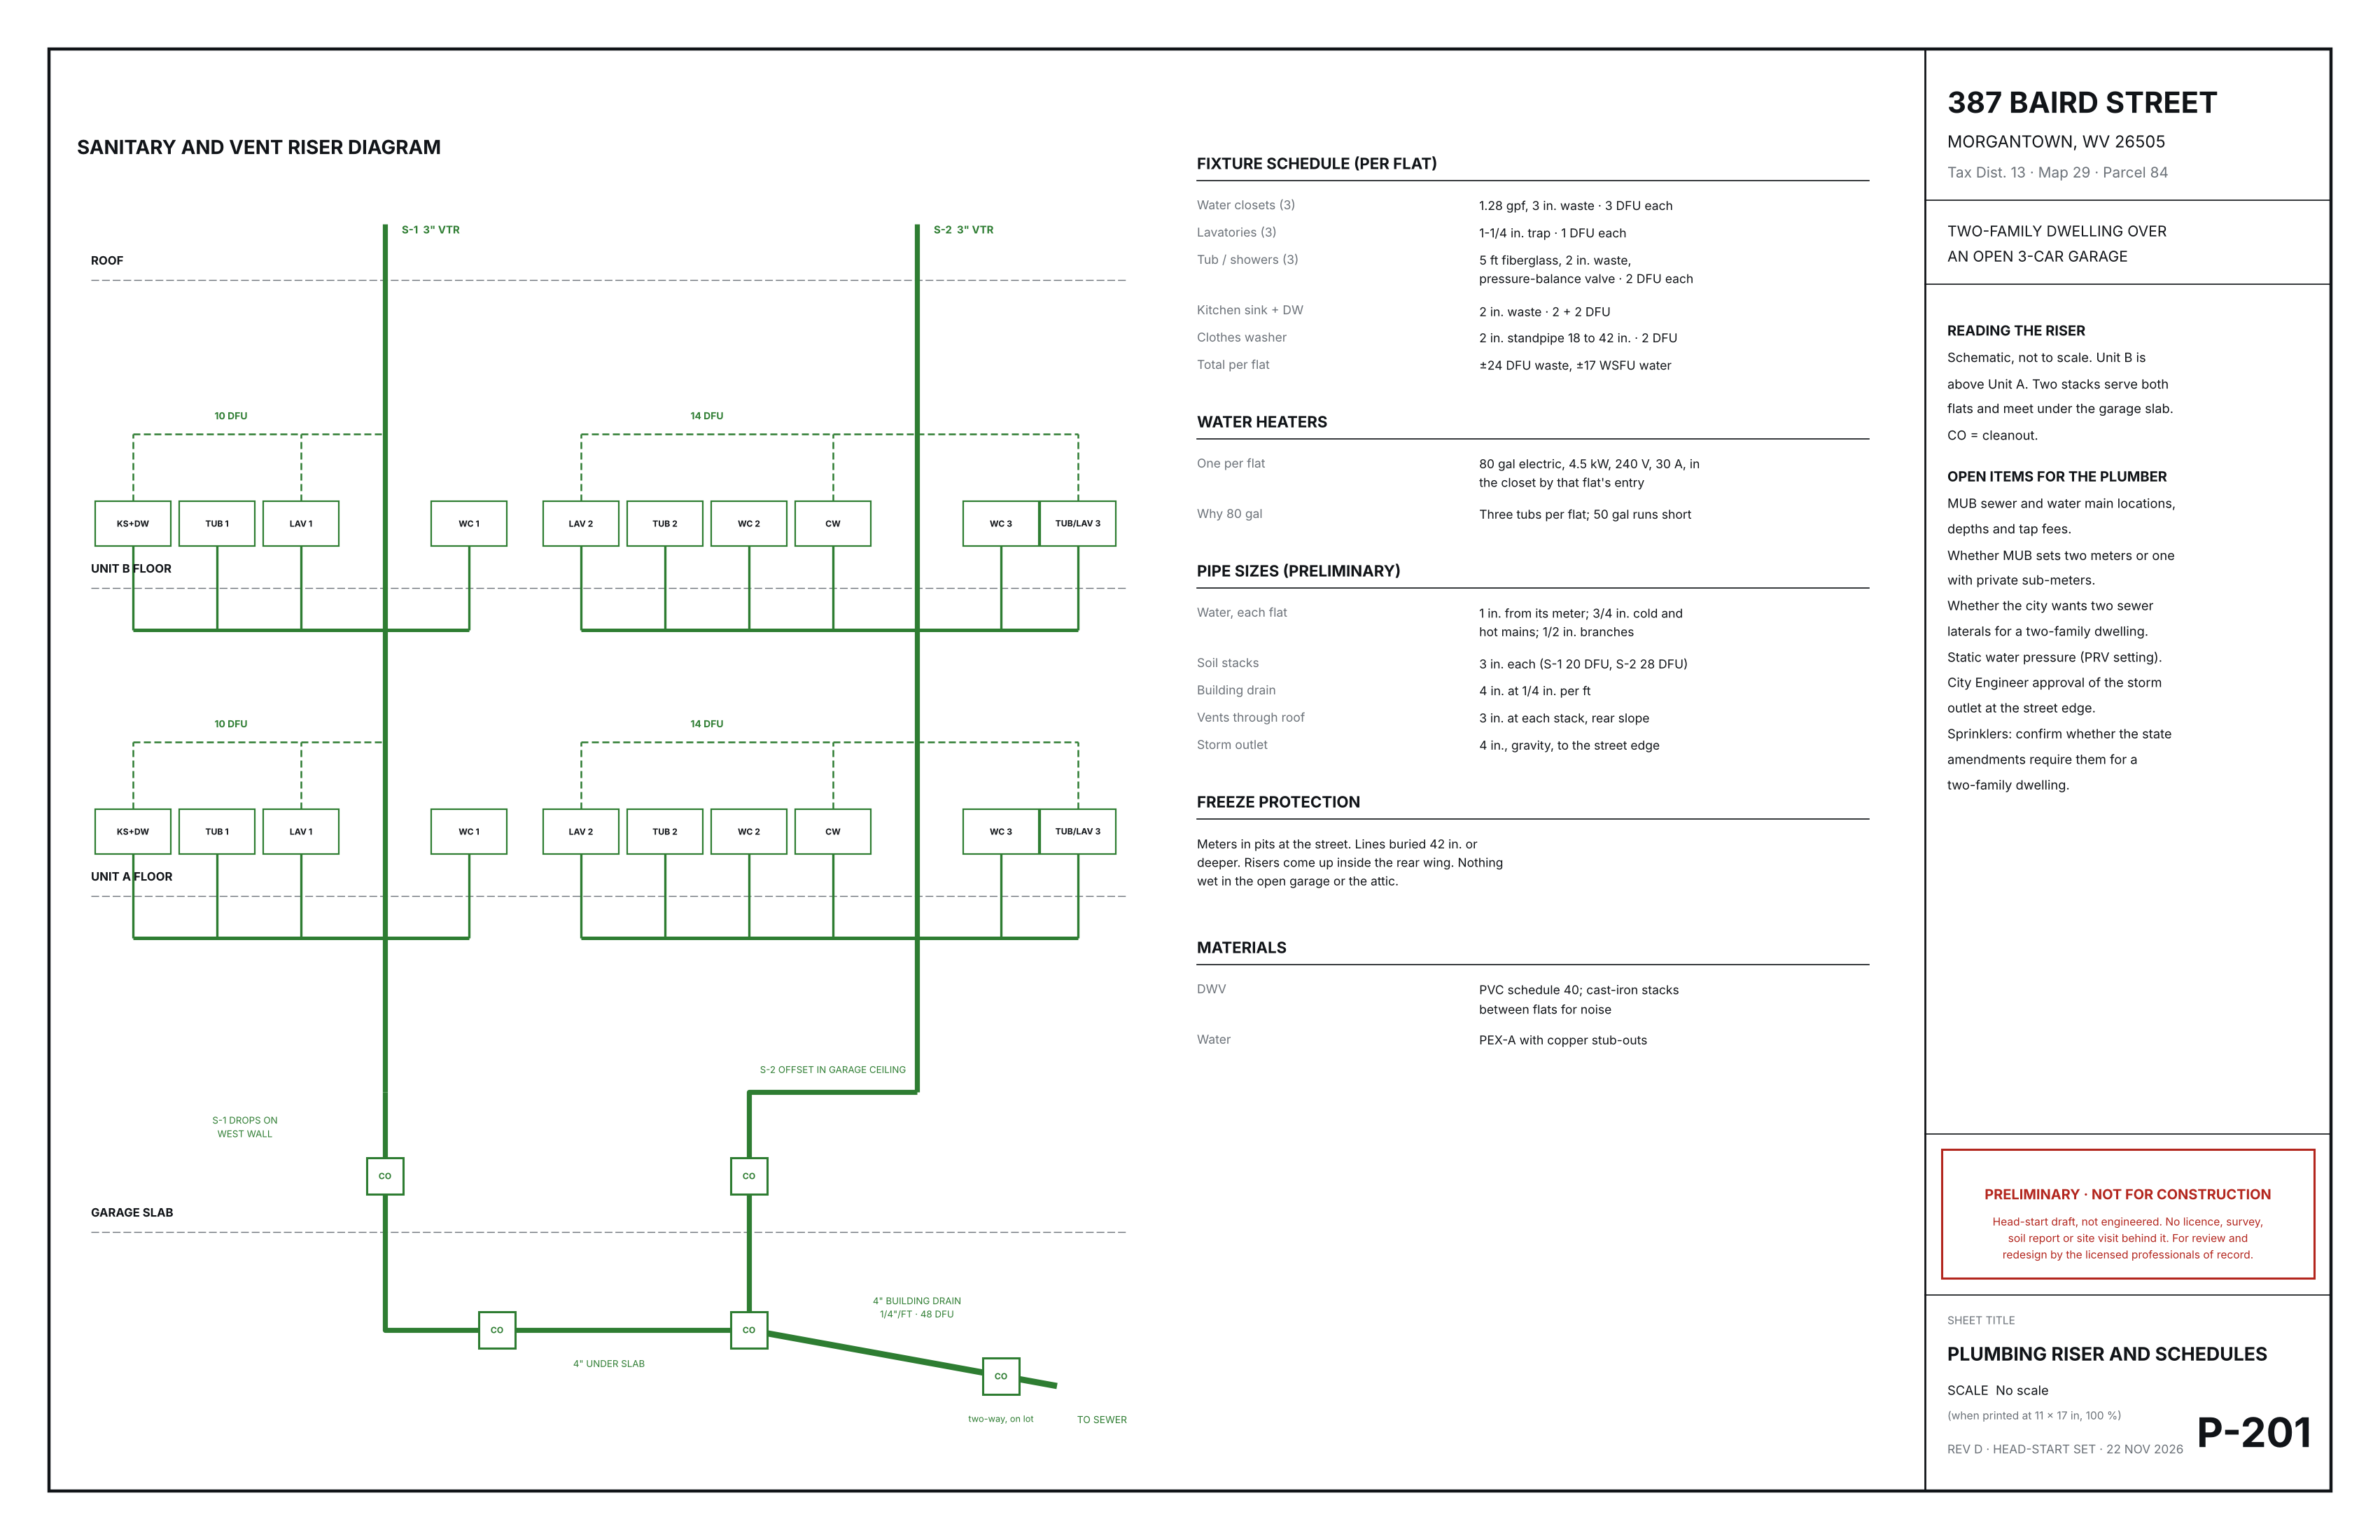 SANITARY AND VENT RISER DIAGRAM
S-1 3" VTR
S-2 3" VTR
ROOF
10 DFU
14 DFU
KS+DW
TUB 1
LAV 1
WC 1
LAV 2
TUB 2
WC 2
CW
WC 3
TUB/LAV 3
UNIT B FLOOR
10 DFU
14 DFU
KS+DW
TUB 1
LAV 1
WC 1
LAV 2
TUB 2
WC 2
CW
WC 3
TUB/LAV 3
UNIT A FLOOR
S-2 OFFSET IN GARAGE CEILING
S-1 DROPS ON
WEST WALL
CO
CO
GARAGE SLAB
4" BUILDING DRAIN
1/4"/FT · 48 DFU
CO
CO
4" UNDER SLAB
CO
two-way, on lot
TO SEWER
FIXTURE SCHEDULE (PER FLAT)
Water closets (3)
1.28 gpf, 3 in. waste · 3 DFU each
Lavatories (3)
1-1/4 in. trap · 1 DFU each
Tub / showers (3)
5 ft fiberglass, 2 in. waste,
pressure-balance valve · 2 DFU each
Kitchen sink + DW
2 in. waste · 2 + 2 DFU
Clothes washer
2 in. standpipe 18 to 42 in. · 2 DFU
Total per flat
±24 DFU waste, ±17 WSFU water
WATER HEATERS
One per flat
80 gal electric, 4.5 kW, 240 V, 30 A, in
the closet by that flat's entry
Why 80 gal
Three tubs per flat; 50 gal runs short
PIPE SIZES (PRELIMINARY)
Water, each flat
1 in. from its meter; 3/4 in. cold and
hot mains; 1/2 in. branches
Soil stacks
3 in. each (S-1 20 DFU, S-2 28 DFU)
Building drain
4 in. at 1/4 in. per ft
Vents through roof
3 in. at each stack, rear slope
Storm outlet
4 in., gravity, to the street edge
FREEZE PROTECTION
Meters in pits at the street. Lines buried 42 in. or
deeper. Risers come up inside the rear wing. Nothing
wet in the open garage or the attic.
MATERIALS
DWV
PVC schedule 40; cast-iron stacks
between flats for noise
Water
PEX-A with copper stub-outs
387 BAIRD STREET
MORGANTOWN, WV 26505
Tax Dist. 13 · Map 29 · Parcel 84
TWO-FAMILY DWELLING OVER
AN OPEN 3-CAR GARAGE
READING THE RISER
Schematic, not to scale. Unit B is
above Unit A. Two stacks serve both
flats and meet under the garage slab.
CO = cleanout.
OPEN ITEMS FOR THE PLUMBER
MUB sewer and water main locations,
depths and tap fees.
Whether MUB sets two meters or one
with private sub-meters.
Whether the city wants two sewer
laterals for a two-family dwelling.
Static water pressure (PRV setting).
City Engineer approval of the storm
outlet at the street edge.
Sprinklers: confirm whether the state
amendments require them for a
two-family dwelling.
PRELIMINARY · NOT FOR CONSTRUCTION
Head-start draft, not engineered. No licence, survey,
soil report or site visit behind it. For review and
redesign by the licensed professionals of record.
SHEET TITLE
PLUMBING RISER AND SCHEDULES
SCALE No scale
(when printed at 11 × 17 in, 100 %)
REV D · HEAD-START SET · 22 NOV 2026
P-201